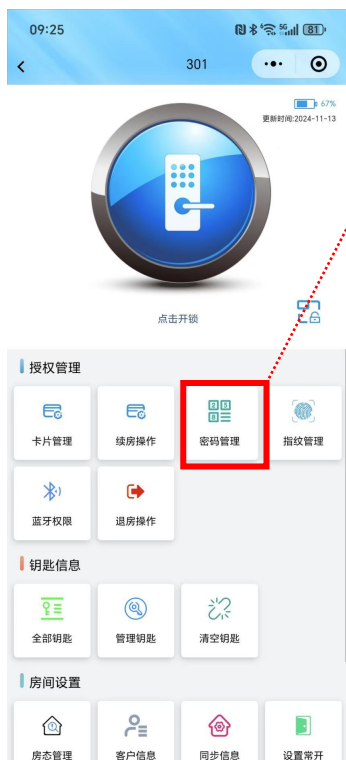 09:25
5G 81
301
67%
更新时间:2024-11-13
点击开锁
授权管理
卡片管理 续房操作 密码管理 指纹管理
蓝牙权限 退房操作
钥匙信息
全部钥匙 管理钥匙 清空钥匙
房间设置
房态管理 客户信息 同步信息 设置常开